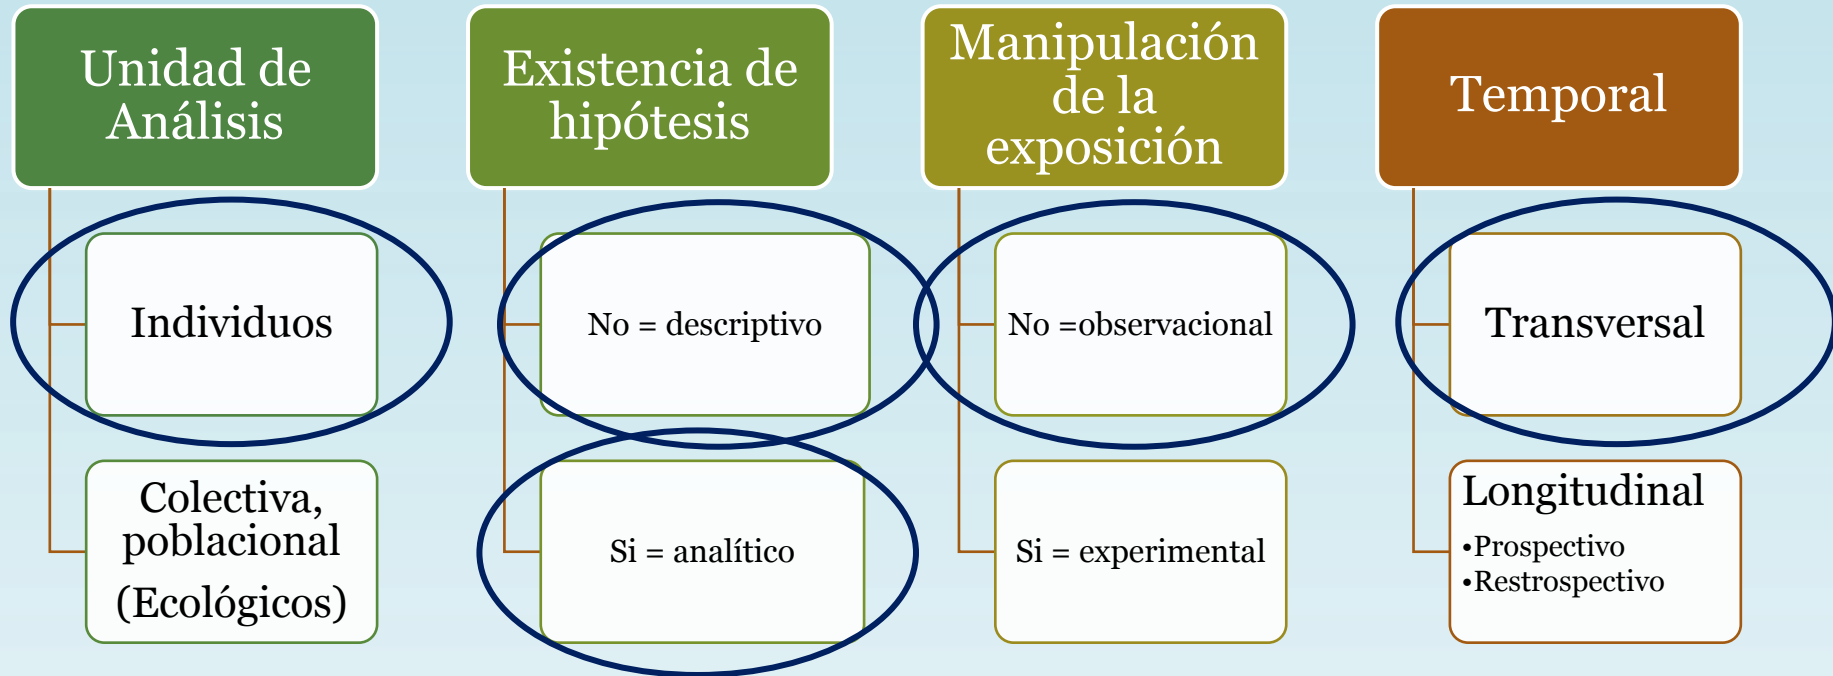 Unidad de
Análisis
Individuos
Colectiva,
poblacional
(Ecológicos)
Existencia de
hipótesis
No = descriptivo
Si = analítico
Manipulación
de la
exposición
No =observacional
Si = experimental
Temporal
Transversal
Longitudinal
•Prospectivo
•Restrospectivo